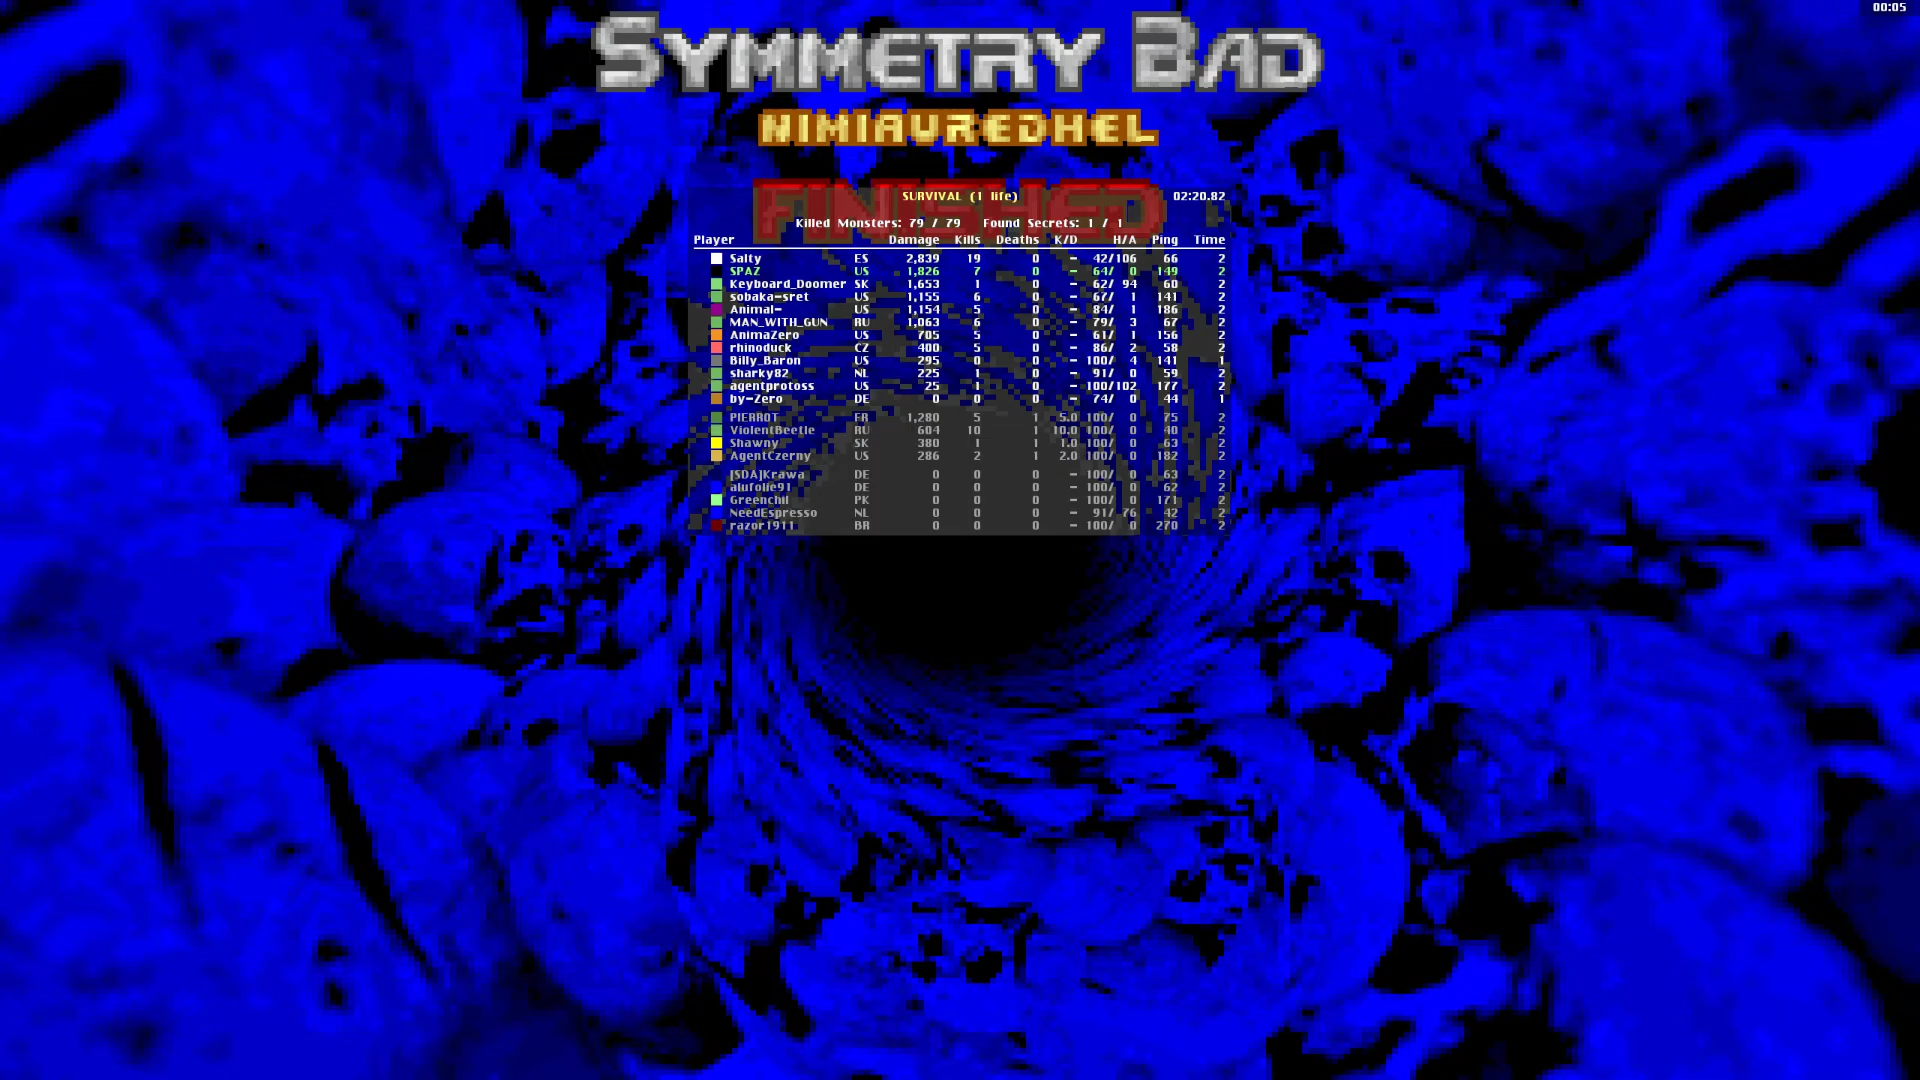 00:05
SYMMETRY BAD
NIMIAUREDHEL
FINISHED
SURVIVAL (1 life) 02:20.82
Killed Monsters: 79 / 79 Found Secrets: 1 / 1
Player Damage Kills Deaths K/D H/A Ping Time
Salty ES 2,839 19 0 - 42/106 66 2
SPAZ US 1,826 7 0 - 64/ 0 149 2
Keyboard_Doomer SK 1,653 1 0 - 62/ 94 60 2
sobaka-sret US 1,155 6 0 - 67/ 1 141 2
Animal- US 1,154 5 0 - 84/ 1 186 2
MAN_WITH_GUN RU 1,063 6 0 - 79/ 3 67 2
AnimaZero US 705 5 0 - 61/ 1 156 2
rhinoduck CZ 400 5 0 - 86/ 2 58 2
Billy_Baron US 295 0 0 - 100/ 4 141 1
sharky82 NL 225 1 0 - 91/ 0 59 2
agentprotoss US 25 1 0 - 100/102 177 2
by-Zero DE 0 0 0 - 74/ 0 44 1
PIERROT FR 1,280 5 1 5.0 100/ 0 75 2
ViolentBeetle RU 604 10 1 10.0 100/ 0 40 2
Shawny SK 380 1 1 1.0 100/ 0 63 2
AgentCzerny US 286 2 1 2.0 100/ 0 182 2
[SDA]Krawa DE 0 0 0 - 100/ 0 63 2
alufolie91 DE 0 0 0 - 100/ 0 62 2
Greenchil PK 0 0 0 - 100/ 0 171 2
NeedEspresso NL 0 0 0 - 91/ 76 42 2
razor1911 BR 0 0 0 - 100/ 0 270 2